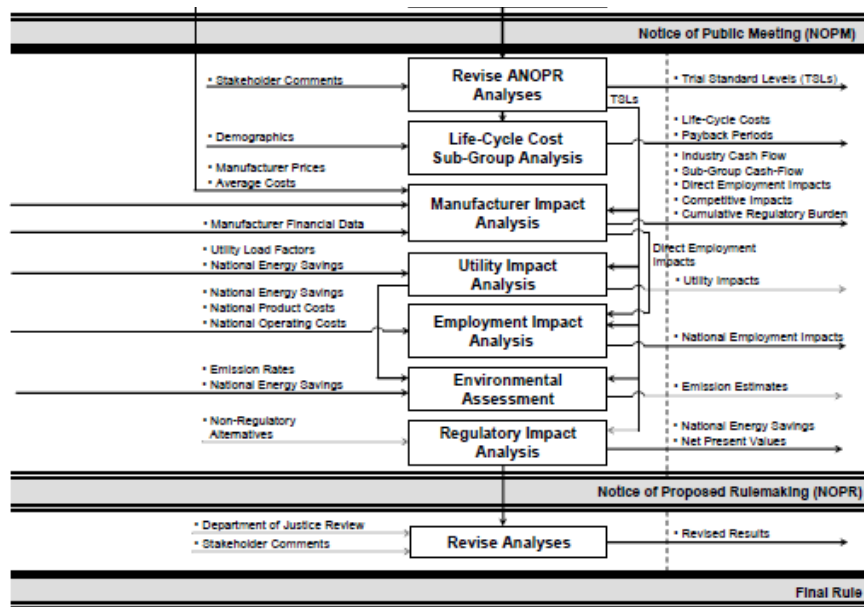 Notice of Public Meeting (NOPM)
• Stakeholder Comments
Revise ANOPR
Analyses
• Trial Standard Levels (TSLs)
TSLs
• Demographics
Life-Cycle Cost
Sub-Group Analysis
• Life-Cycle Costs
• Payback Periods
• Manufacturer Prices
• Average Costs
• Manufacturer Financial Data
Manufacturer Impact
Analysis
• Industry Cash Flow
• Sub-Group Cash-Flow
• Direct Employment Impacts
• Competitive Impacts
• Cumulative Regulatory Burden
Direct Employment
Impacts
• Utility Load Factors
• National Energy Savings
Utility Impact
Analysis
• Utility Impacts
• National Energy Savings
• National Product Costs
• National Operating Costs
Employment Impact
Analysis
• National Employment Impacts
• Emission Rates
• National Energy Savings
Environmental
Assessment
• Emission Estimates
• Non-Regulatory
Alternatives
Regulatory Impact
Analysis
• National Energy Savings
• Net Present Values
Notice of Proposed Rulemaking (NOPR)
• Department of Justice Review
• Stakeholder Comments
Revise Analyses
• Revised Results
Final Rule